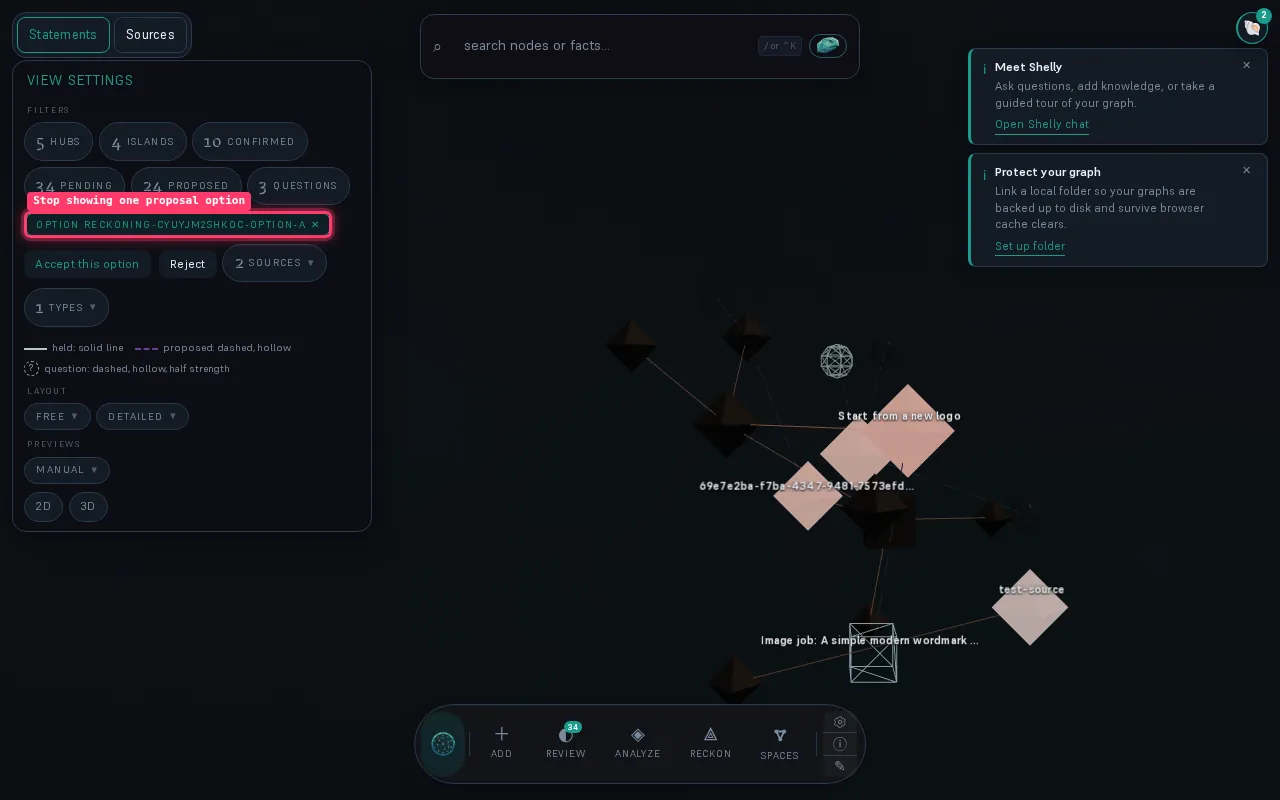 Statements Sources
search nodes or facts...
/ or ^K
2
VIEW SETTINGS
FILTERS
5 HUBS 4 ISLANDS 10 CONFIRMED
34 PENDING 24 PROPOSED 3 QUESTIONS
Stop showing one proposal option
OPTION RECKONING-CYUYJM2SHKQC-OPTION-A ×
Accept this option Reject 2 SOURCES ▼
1 TYPES ▼
held: solid line proposed: dashed, hollow
? question: dashed, hollow, half strength
LAYOUT
FREE ▼ DETAILED ▼
PREVIEWS
MANUAL ▼
2D 3D
i Meet Shelly ×
Ask questions, add knowledge, or take a
guided tour of your graph.
Open Shelly chat
i Protect your graph ×
Link a local folder so your graphs are
backed up to disk and survive browser
cache clears.
Set up folder
Start from a new logo
69e7e2ba-f7ba-4347-9481-7573efd...
test-source
Image job: A simple modern wordmark ...
34
ADD REVIEW ANALYZE RECKON SPACES